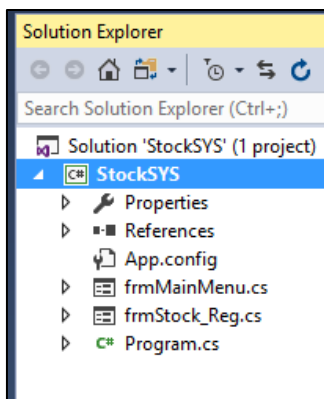 Solution Explorer
Search Solution Explorer (Ctrl+;)
Solution 'StockSYS' (1 project)
C# StockSYS
Properties
References
App.config
frmMainMenu.cs
frmStock_Reg.cs
C# Program.cs